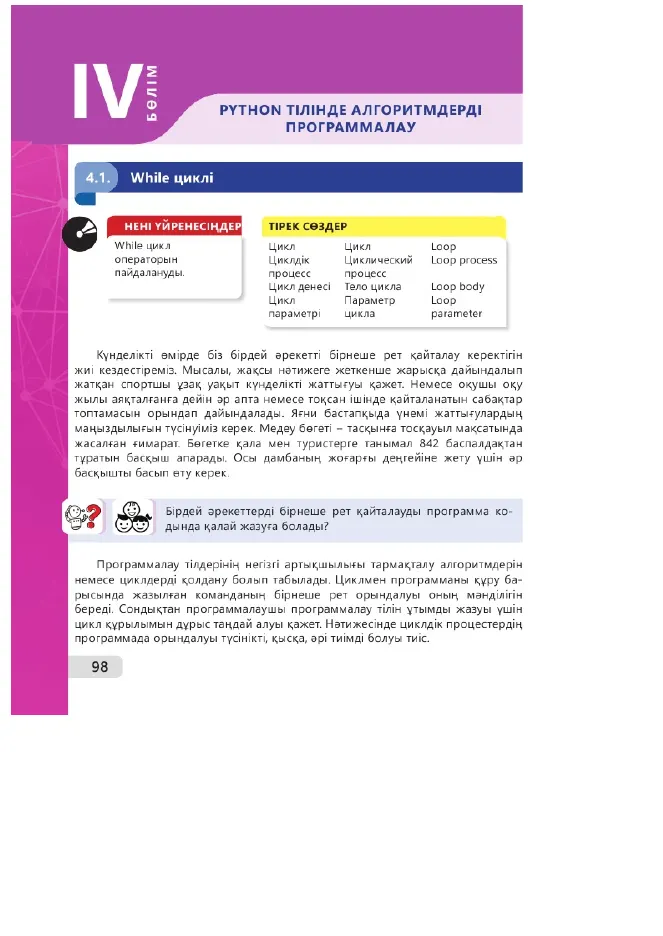 IV
БӨЛІМ
PYTHON ТІЛІНДЕ АЛГОРИТМДЕРДІ
ПРОГРАММАЛАУ
4.1. While циклі
НЕНІ ҮЙРЕНЕСІҢДЕР
While цикл
операторын
пайдалануды.
ТІРЕК СӨЗДЕР
Цикл Цикл Loop
Циклдік Циклический Loop process
процесс процесс
Цикл денесі Тело цикла Loop body
Цикл Параметр Loop
параметрі цикла parameter
Күнделікті өмірде біз бірдей әрекетті бірнеше рет қайталау керектігін
жиі кездестіреміз. Мысалы, жақсы нәтижеге жеткенше жарысқа дайындалып
жатқан спортшы ұзақ уақыт күнделікті жаттығуы қажет. Немесе оқушы оқу
жылы аяқталғанға дейін әр апта немесе тоқсан ішінде қайталанатын сабақтар
топтамасын орындап дайындалады. Яғни бастапқыда үнемі жаттығулардың
маңыздылығын түсінуіміз керек. Медеу бөгеті – тасқынға тосқауыл мақсатында
жасалған ғимарат. Бөгетке қала мен туристерге танымал 842 баспалдақтан
тұратын басқыш апарады. Осы дамбаның жоғарғы деңгейіне жету үшін әр
басқышты басып өту керек.
Бірдей әрекеттерді бірнеше рет қайталауды программа ко-
дында қалай жазуға болады?
Программалау тілдерінің негізгі артықшылығы тармақталу алгоритмдерін
немесе циклдерді қолдану болып табылады. Циклмен программаны құру ба-
рысында жазылған команданың бірнеше рет орындалуы оның мәнділігін
береді. Сондықтан программалаушы программалау тілін ұтымды жазуы үшін
цикл құрылымын дұрыс таңдай алуы қажет. Нәтижесінде циклдік процестердің
программада орындалуы түсінікті, қысқа, әрі тиімді болуы тиіс.
98